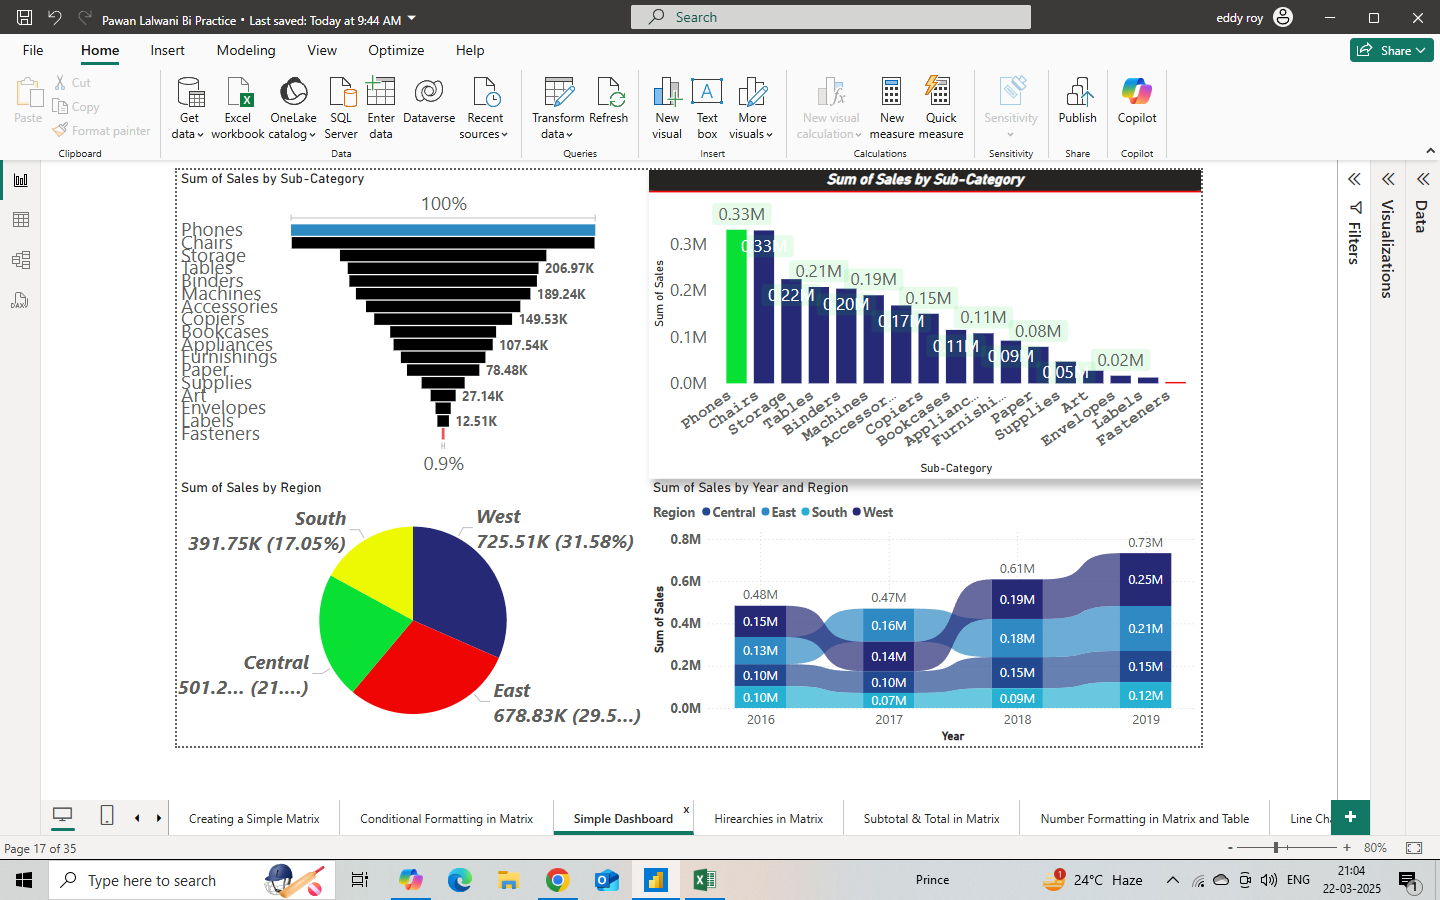 Pawan Lalwani Bi Practice • Last saved: Today at 9:44 AM
Search
eddy roy
File Home Insert Modeling View Optimize Help
Share
Paste
Cut
Copy
Format painter
Clipboard
Get data
Excel workbook
OneLake catalog
SQL Server
Enter data
Dataverse
Recent sources
Data
Transform data
Refresh
Queries
New visual
Text box
More visuals
Insert
New visual calculation
New measure
Quick measure
Calculations
Sensitivity
Sensitivity
Publish
Share
Copilot
Copilot
Sum of Sales by Sub-Category
100%
Phones
Chairs
Storage
Tables 206.97K
Binders
Machines 189.24K
Accessories
Copiers 149.53K
Bookcases
Appliances 107.54K
Furnishings
Paper 78.48K
Supplies
Art 27.14K
Envelopes
Labels 12.51K
Fasteners
0.9%
Sum of Sales by Sub-Category
Sum of Sales
0.3M
0.2M
0.1M
0.0M
0.33M
0.33M
0.22M
0.21M
0.20M
0.19M
0.17M
0.15M
0.11M
0.11M
0.09M
0.08M
0.05M
0.02M
Phones
Chairs
Storage
Tables
Binders
Machines
Accessor...
Copiers
Bookcases
Applianc...
Furnishi...
Paper
Supplies
Art
Envelopes
Labels
Fasteners
Sub-Category
Sum of Sales by Region
South
391.75K (17.05%)
West
725.51K (31.58%)
Central
501.2... (21....)
East
678.83K (29.5...)
Sum of Sales by Year and Region
Region Central East South West
Sum of Sales
0.8M
0.6M
0.4M
0.2M
0.0M
0.48M
0.15M
0.13M
0.10M
0.10M
0.47M
0.16M
0.14M
0.10M
0.07M
0.61M
0.19M
0.18M
0.15M
0.09M
0.73M
0.25M
0.21M
0.15M
0.12M
2016 2017 2018 2019
Year
Filters
Visualizations
Data
Creating a Simple Matrix
Conditional Formatting in Matrix
Simple Dashboard x
Hirearchies in Matrix
Subtotal & Total in Matrix
Number Formatting in Matrix and Table
Line Cha
+
Page 17 of 35
- + 80%
Type here to search
Prince
1
24°C Haze
ENG
21:04
22-03-2025
1